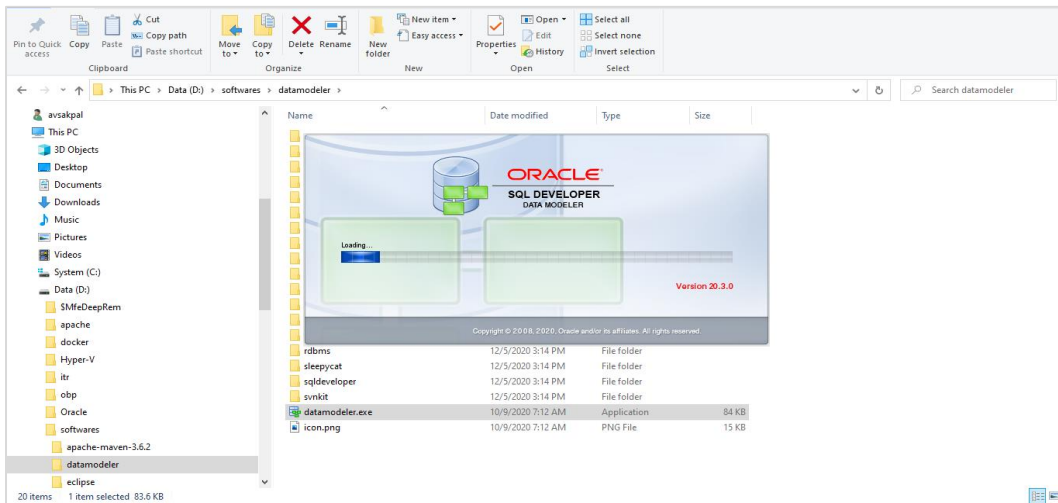 Pin to Quick access
Copy
Paste
Cut
Copy path
Paste shortcut
Clipboard
Move to
Copy to
Delete
Rename
Organize
New folder
New item
Easy access
New
Properties
Open
Edit
History
Open
Select all
Select none
Invert selection
Select
This PC > Data (D:) > softwares > datamodeler >
Search datamodeler
avsakpal
This PC
3D Objects
Desktop
Documents
Downloads
Music
Pictures
Videos
System (C:)
Data (D:)
$MfeDeepRem
apache
docker
Hyper-V
itr
obp
Oracle
softwares
apache-maven-3.6.2
datamodeler
eclipse
Name Date modified Type Size
ORACLE
SQL DEVELOPER
DATA MODELER
Loading...
Version 20.3.0
Copyright © 2008, 2020, Oracle and/or its affiliates. All rights reserved
rdbms 12/5/2020 3:14 PM File folder
sleepycat 12/5/2020 3:14 PM File folder
sqldeveloper 12/5/2020 3:14 PM File folder
svnkit 12/5/2020 3:14 PM File folder
datamodeler.exe 10/9/2020 7:12 AM Application 84 KB
icon.png 10/9/2020 7:12 AM PNG File 15 KB
20 items 1 item selected 83.6 KB